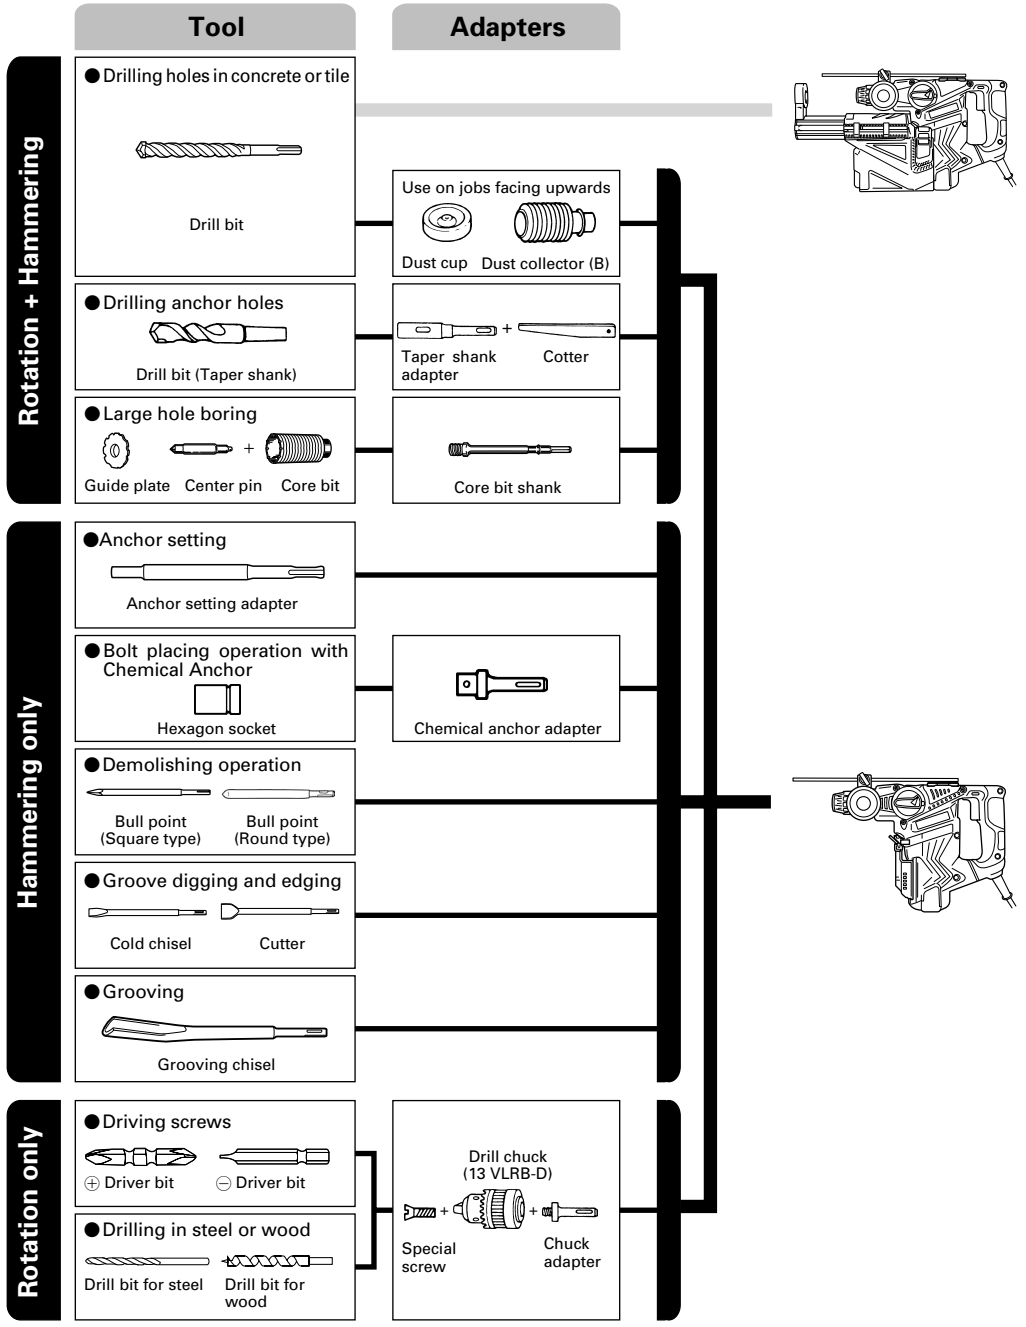 Tool
Adapters
Rotation + Hammering
● Drilling holes in concrete or tile
Drill bit
Use on jobs facing upwards
Dust cup
Dust collector (B)
● Drilling anchor holes
Drill bit (Taper shank)
+
Taper shank
adapter
Cotter
● Large hole boring
+
Guide plate
Center pin
Core bit
Core bit shank
Hammering only
●Anchor setting
Anchor setting adapter
● Bolt placing operation with
Chemical Anchor
Hexagon socket
Chemical anchor adapter
● Demolishing operation
Bull point
(Square type)
Bull point
(Round type)
● Groove digging and edging
Cold chisel
Cutter
● Grooving
Grooving chisel
Rotation only
● Driving screws
⊕ Driver bit
⊖ Driver bit
● Drilling in steel or wood
Drill bit for steel
Drill bit for
wood
Drill chuck
(13 VLRB-D)
+
+
Special
screw
Chuck
adapter